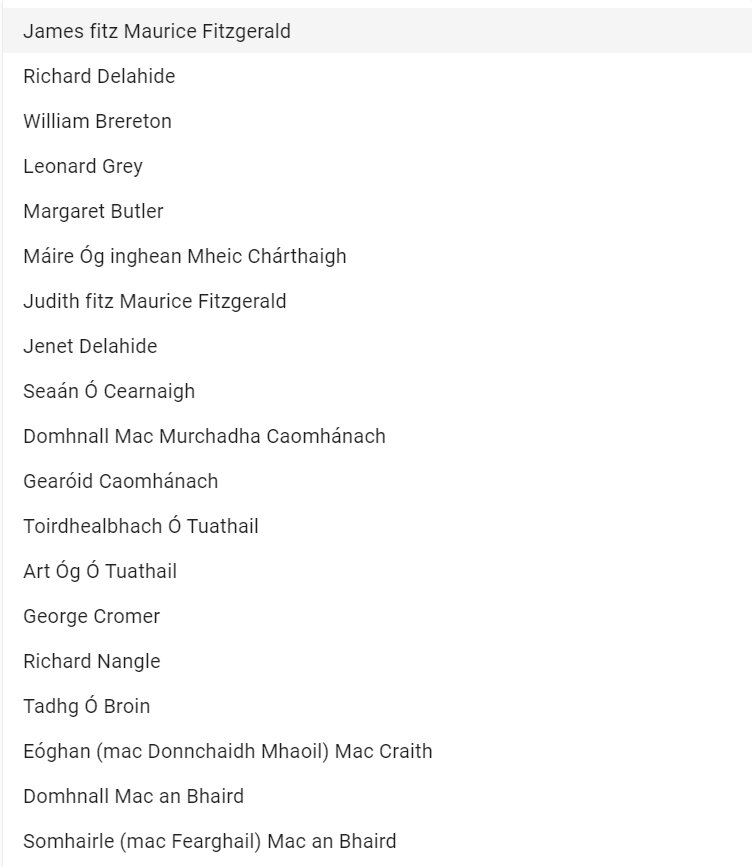 James fitz Maurice Fitzgerald
Richard Delahide
William Brereton
Leonard Grey
Margaret Butler
Máire Óg inghean Mheic Chárthaigh
Judith fitz Maurice Fitzgerald
Jenet Delahide
Seaán Ó Cearnaigh
Domhnall Mac Murchadha Caomhánach
Gearóid Caomhánach
Toirdhealbhach Ó Tuathail
Art Óg Ó Tuathail
George Cromer
Richard Nangle
Tadhg Ó Broin
Eóghan (mac Donnchaidh Mhaoil) Mac Craith
Domhnall Mac an Bhaird
Somhairle (mac Fearghail) Mac an Bhaird